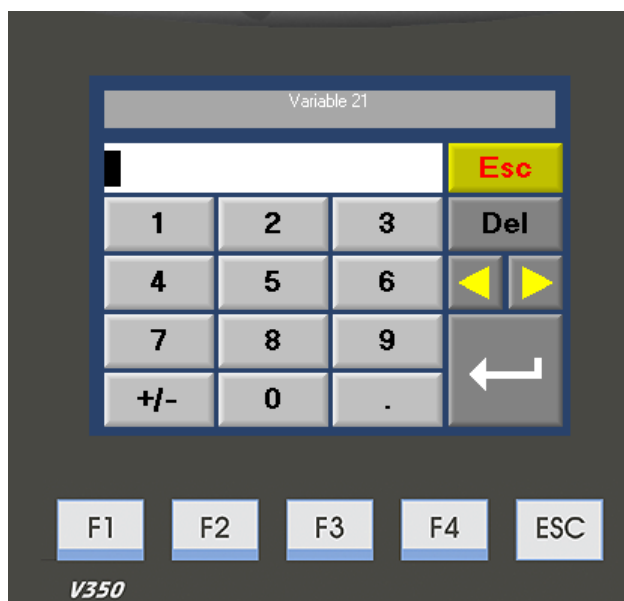 Variable 21
Esc
1 2 3 Del
4 5 6
7 8 9
+/- 0 .
F1 F2 F3 F4 ESC
V350